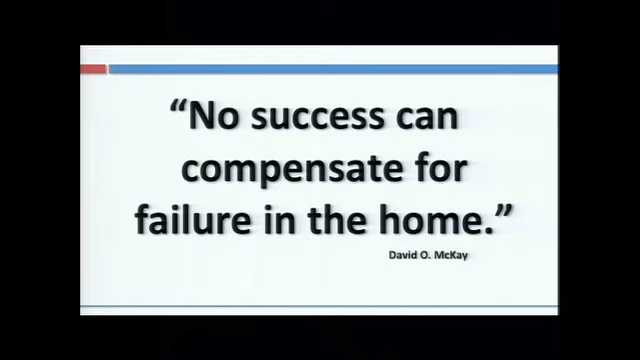 “No success can
compensate for
failure in the home.”
David O. McKay